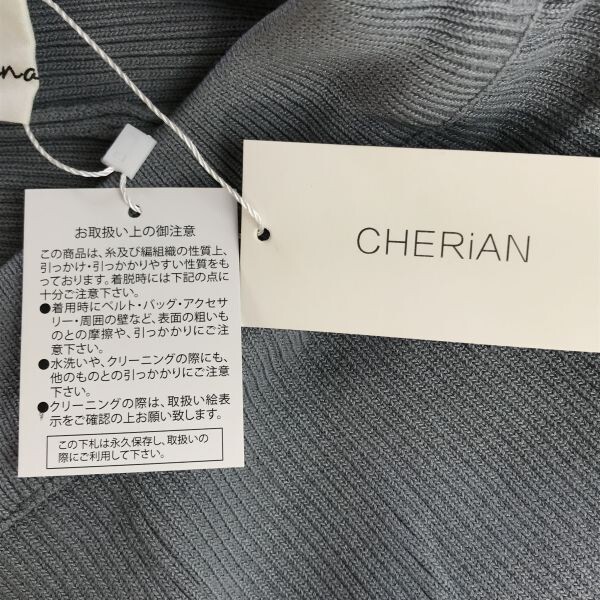 na
お取扱い上の御注意
この商品は、糸及び編組織の性質上、
引っかけ・引っかかりやすい性質をも
っております。着脱時には下記の点に
十分ご注意下さい。
●着用時にベルト・バッグ・アクセサ
リー・周囲の壁など、表面の粗い
ものとの摩擦や、引っかかりにご注
意下さい。
●水洗いや、クリーニングの際にも、
他のものとの引っかかりにご注意
下さい。
●クリーニングの際は、取扱い絵表
示をご確認の上お願い致します。
この下札は永久保存し、取扱いの
際にご利用して下さい。
CHERiAN